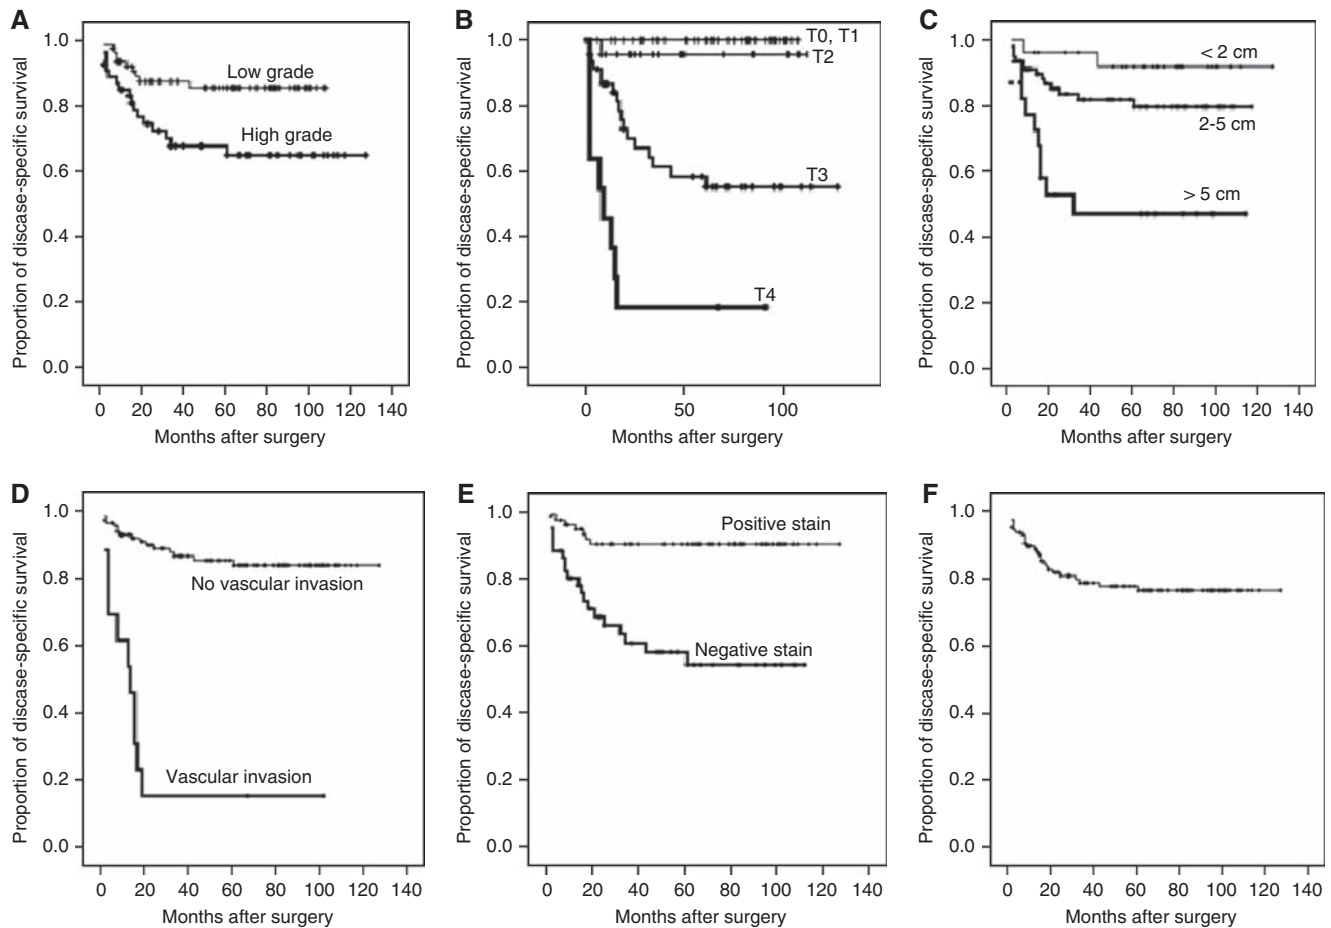 A
Proportion of discase-specific survival
1.0
0.8
0.6
0.4
0.2
0.0
Low grade
High grade
0 20 40 60 80 100 120 140
Months after surgery
B
Proportion of discase-specific survival
1.0
0.8
0.6
0.4
0.2
0.0
T0, T1
T2
T3
T4
0 50 100
Months after surgery
C
Proportion of discase-specific survival
1.0
0.8
0.6
0.4
0.2
0.0
< 2 cm
2-5 cm
> 5 cm
0 20 40 60 80 100 120 140
Months after surgery
D
Proportion of discase-specific survival
1.0
0.8
0.6
0.4
0.2
0.0
No vascular invasion
Vascular invasion
0 20 40 60 80 100 120 140
Months after surgery
E
Proportion of discase-specific survival
1.0
0.8
0.6
0.4
0.2
0.0
Positive stain
Negative stain
0 20 40 60 80 100 120 140
Months after surgery
F
Proportion of discase-specific survival
1.0
0.8
0.6
0.4
0.2
0.0
0 20 40 60 80 100 120 140
Months after surgery